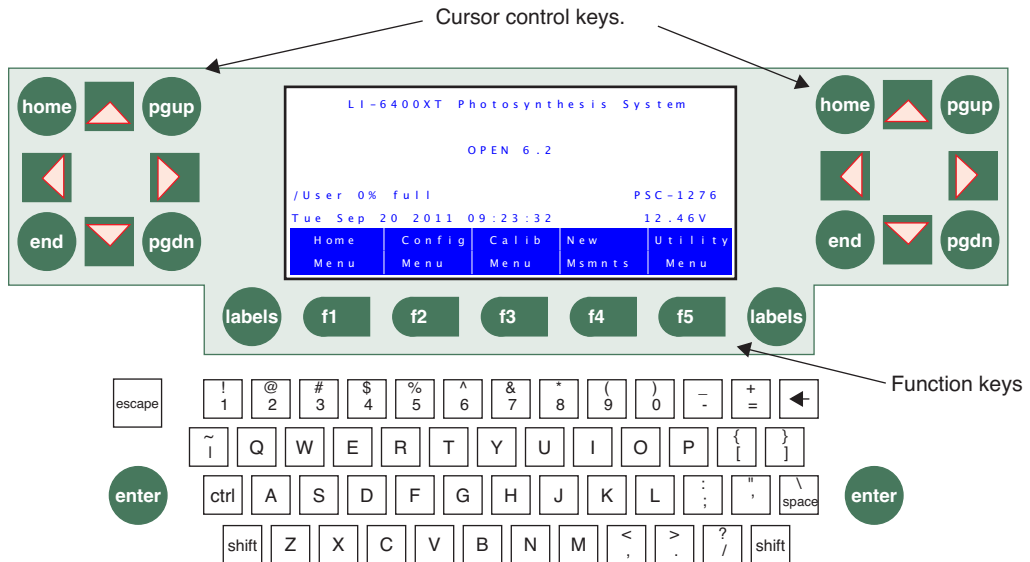 Cursor control keys.
home pgup
end pgdn
LI-6400XT Photosynthesis System
OPEN 6.2
/User 0% full PSC-1276
Tue Sep 20 2011 09:23:32 12.46V
Home Menu
Config Menu
Calib Menu
New Msmnts
Utility Menu
home pgup
end pgdn
labels f1 f2 f3 f4 f5 labels
Function keys
escape
! @ # $ % ^ & * ( ) _ +
1 2 3 4 5 6 7 8 9 0 - =
~ { }
| Q W E R T Y U I O P [ ]
enter
ctrl A S D F G H J K L : ; " , \ space
enter
shift Z X C V B N M < , > . ? / shift